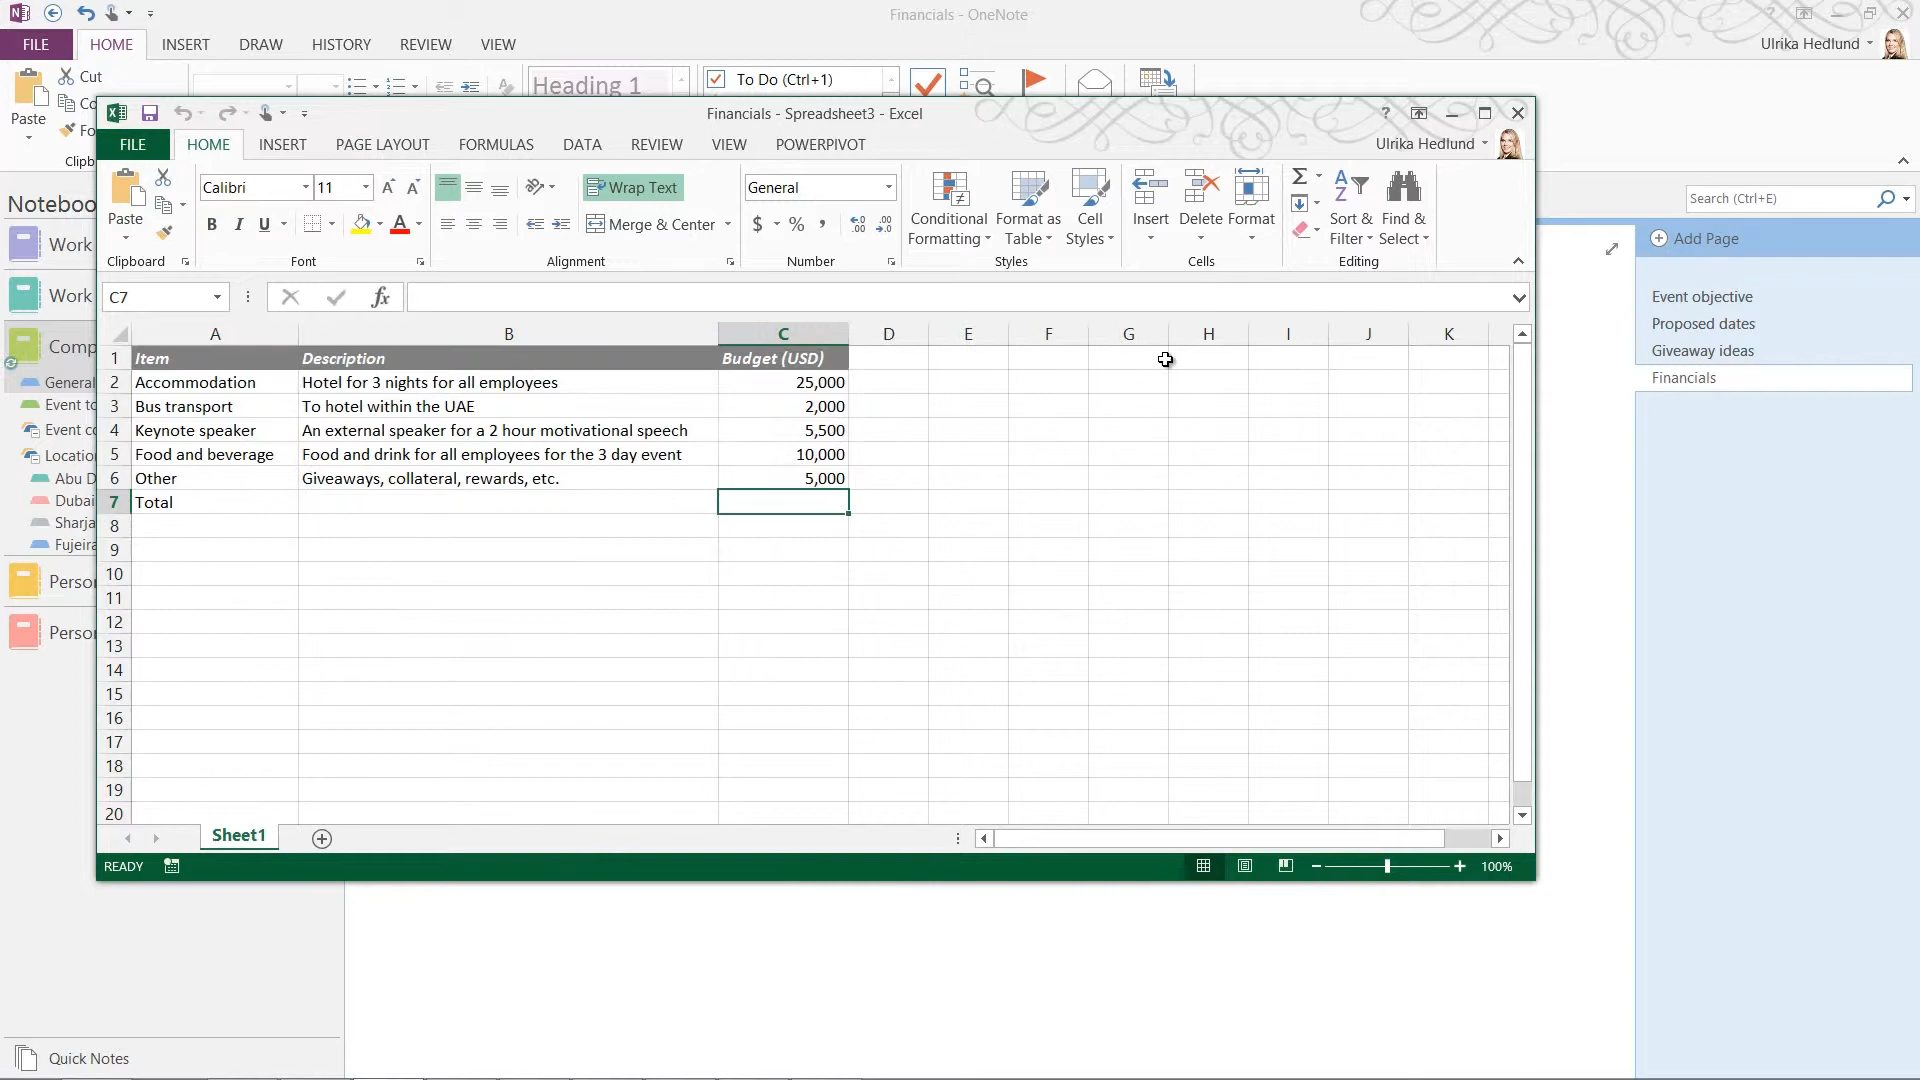 Financials - OneNote
FILE HOME INSERT DRAW HISTORY REVIEW VIEW
Ulrika Hedlund
Cut
Heading 1
To Do (Ctrl+1)
Paste
Financials - Spreadsheet3 - Excel
FILE HOME INSERT PAGE LAYOUT FORMULAS DATA REVIEW VIEW POWERPIVOT
Ulrika Hedlund
Paste
Calibri 11
Wrap Text
General
Merge & Center
$ % ,
B I U
Conditional Formatting
Format as Table
Cell Styles
Insert Delete Format
Sort & Filter
Find & Select
Clipboard Font Alignment Number Styles Cells Editing
C7
fx
A B C D E F G H I J K
1 Item Description Budget (USD)
2 Accommodation Hotel for 3 nights for all employees 25,000
3 Bus transport To hotel within the UAE 2,000
4 Keynote speaker An external speaker for a 2 hour motivational speech 5,500
5 Food and beverage Food and drink for all employees for the 3 day event 10,000
6 Other Giveaways, collateral, rewards, etc. 5,000
7 Total
8
9
10
11
12
13
14
15
16
17
18
19
20
Sheet1
READY
100%
Work
Work
General
Abu D
Quick Notes
Search (Ctrl+E)
Add Page
Event objective
Proposed dates
Giveaway ideas
Financials